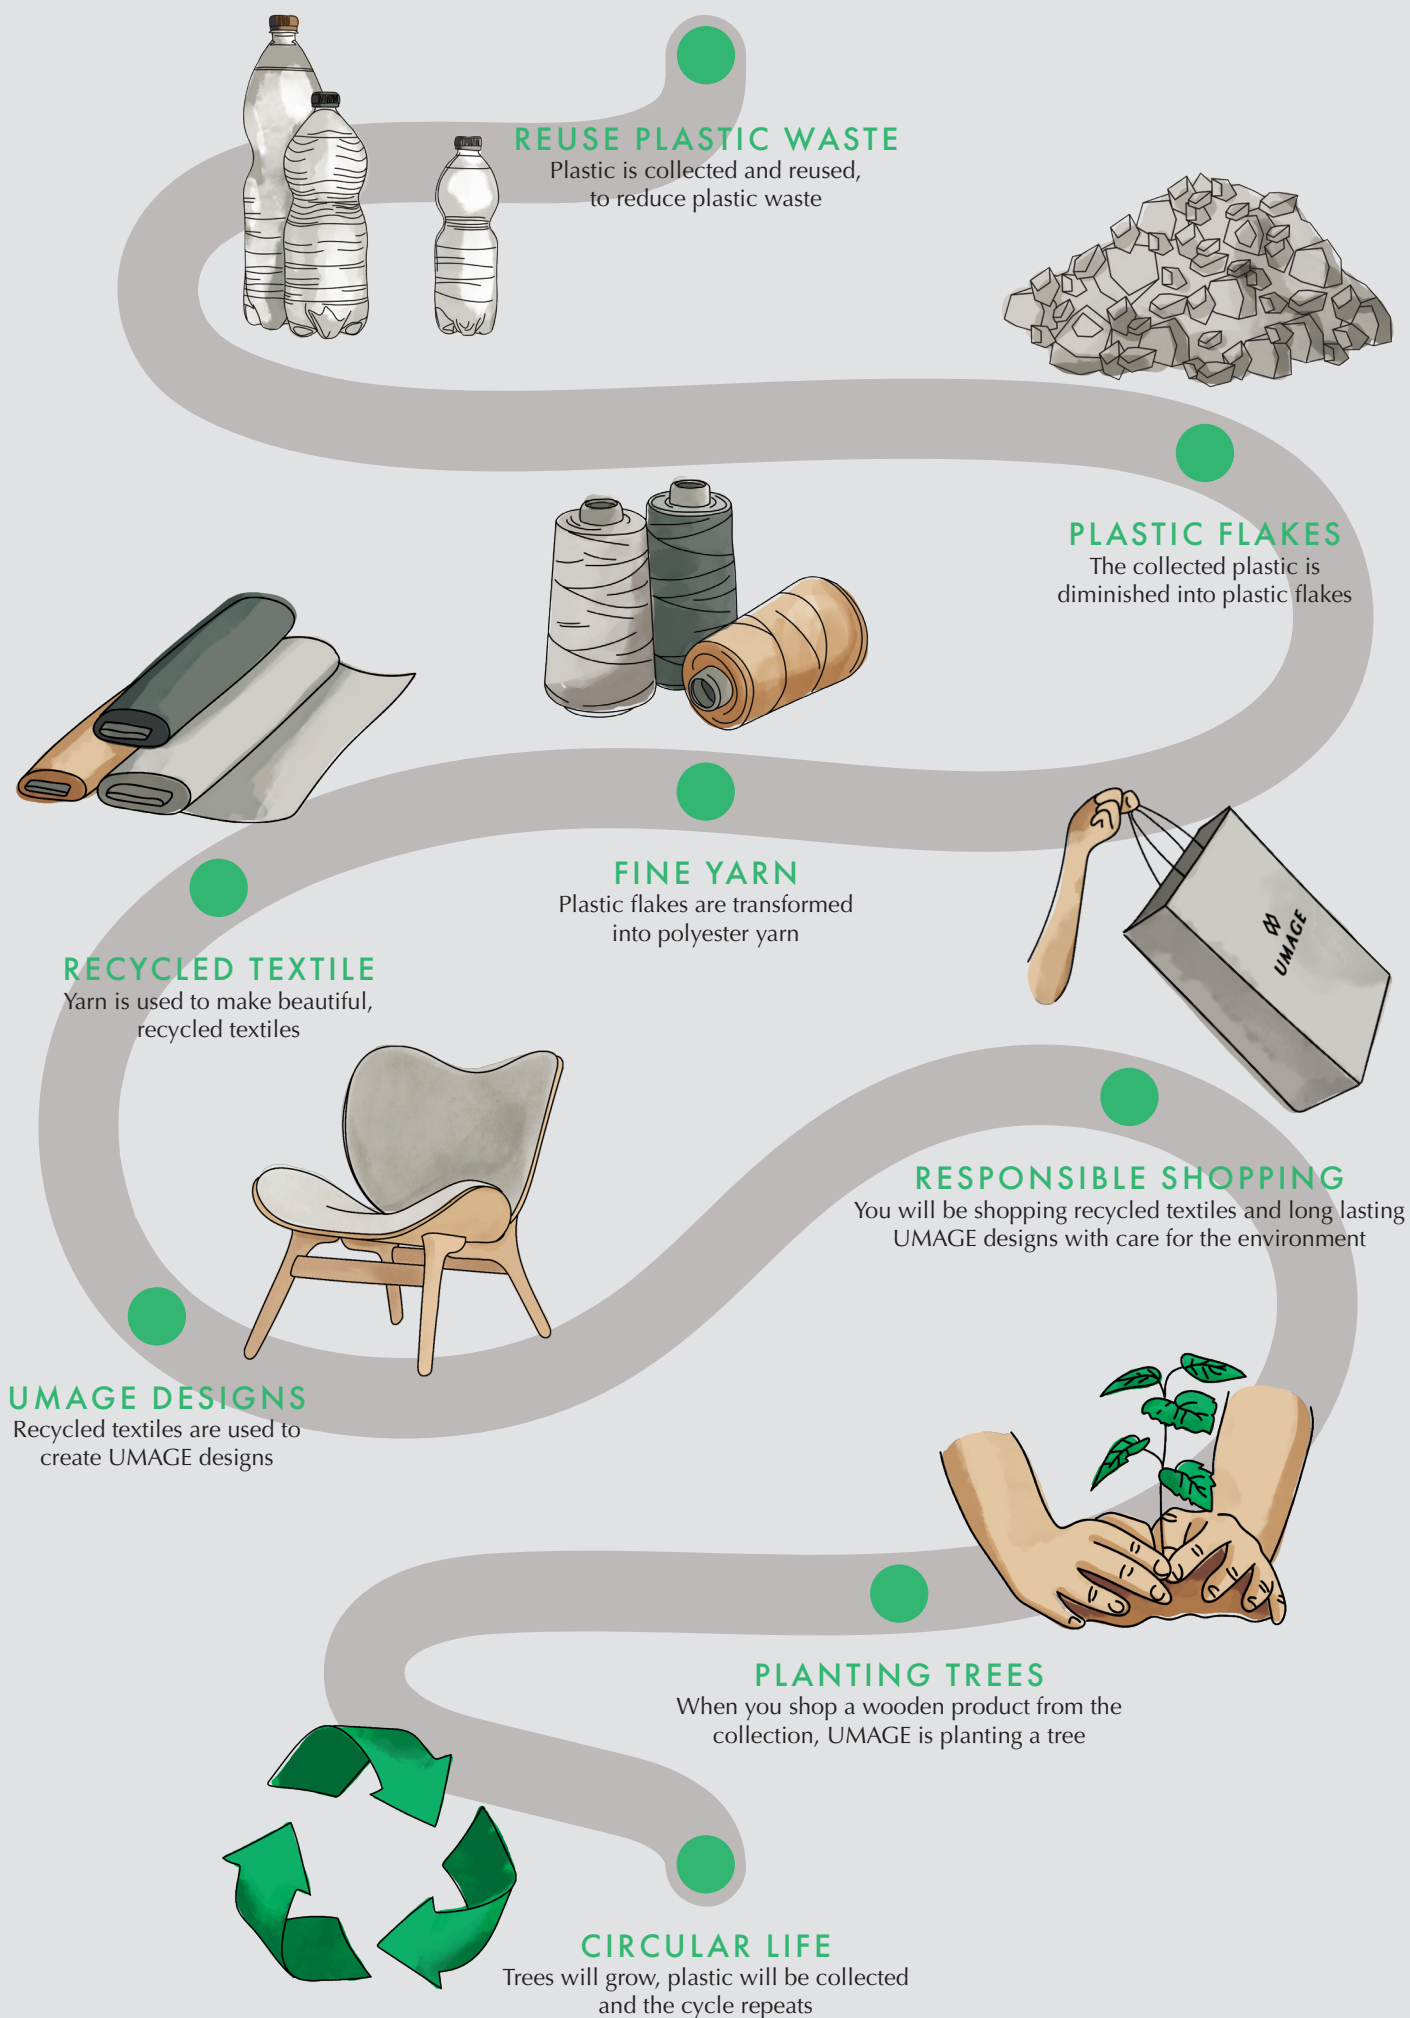 REUSE PLASTIC WASTE
Plastic is collected and reused,
to reduce plastic waste
PLASTIC FLAKES
The collected plastic is
diminished into plastic flakes
FINE YARN
Plastic flakes are transformed
into polyester yarn
RECYCLED TEXTILE
Yarn is used to make beautiful,
recycled textiles
UMAGE DESIGNS
Recycled textiles are used to
create UMAGE designs
UMAGE
RESPONSIBLE SHOPPING
You will be shopping recycled textiles and long lasting
UMAGE designs with care for the environment
PLANTING TREES
When you shop a wooden product from the
collection, UMAGE is planting a tree
CIRCULAR LIFE
Trees will grow, plastic will be collected
and the cycle repeats